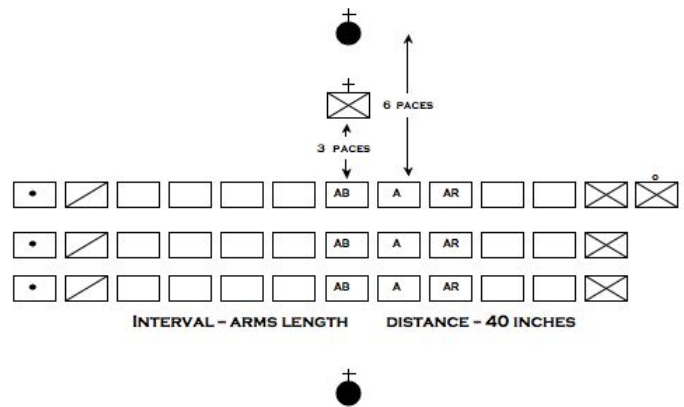 6 PACES
3 PACES
AB A AR
AB A AR
AB A AR
INTERVAL – ARMS LENGTH DISTANCE – 40 INCHES